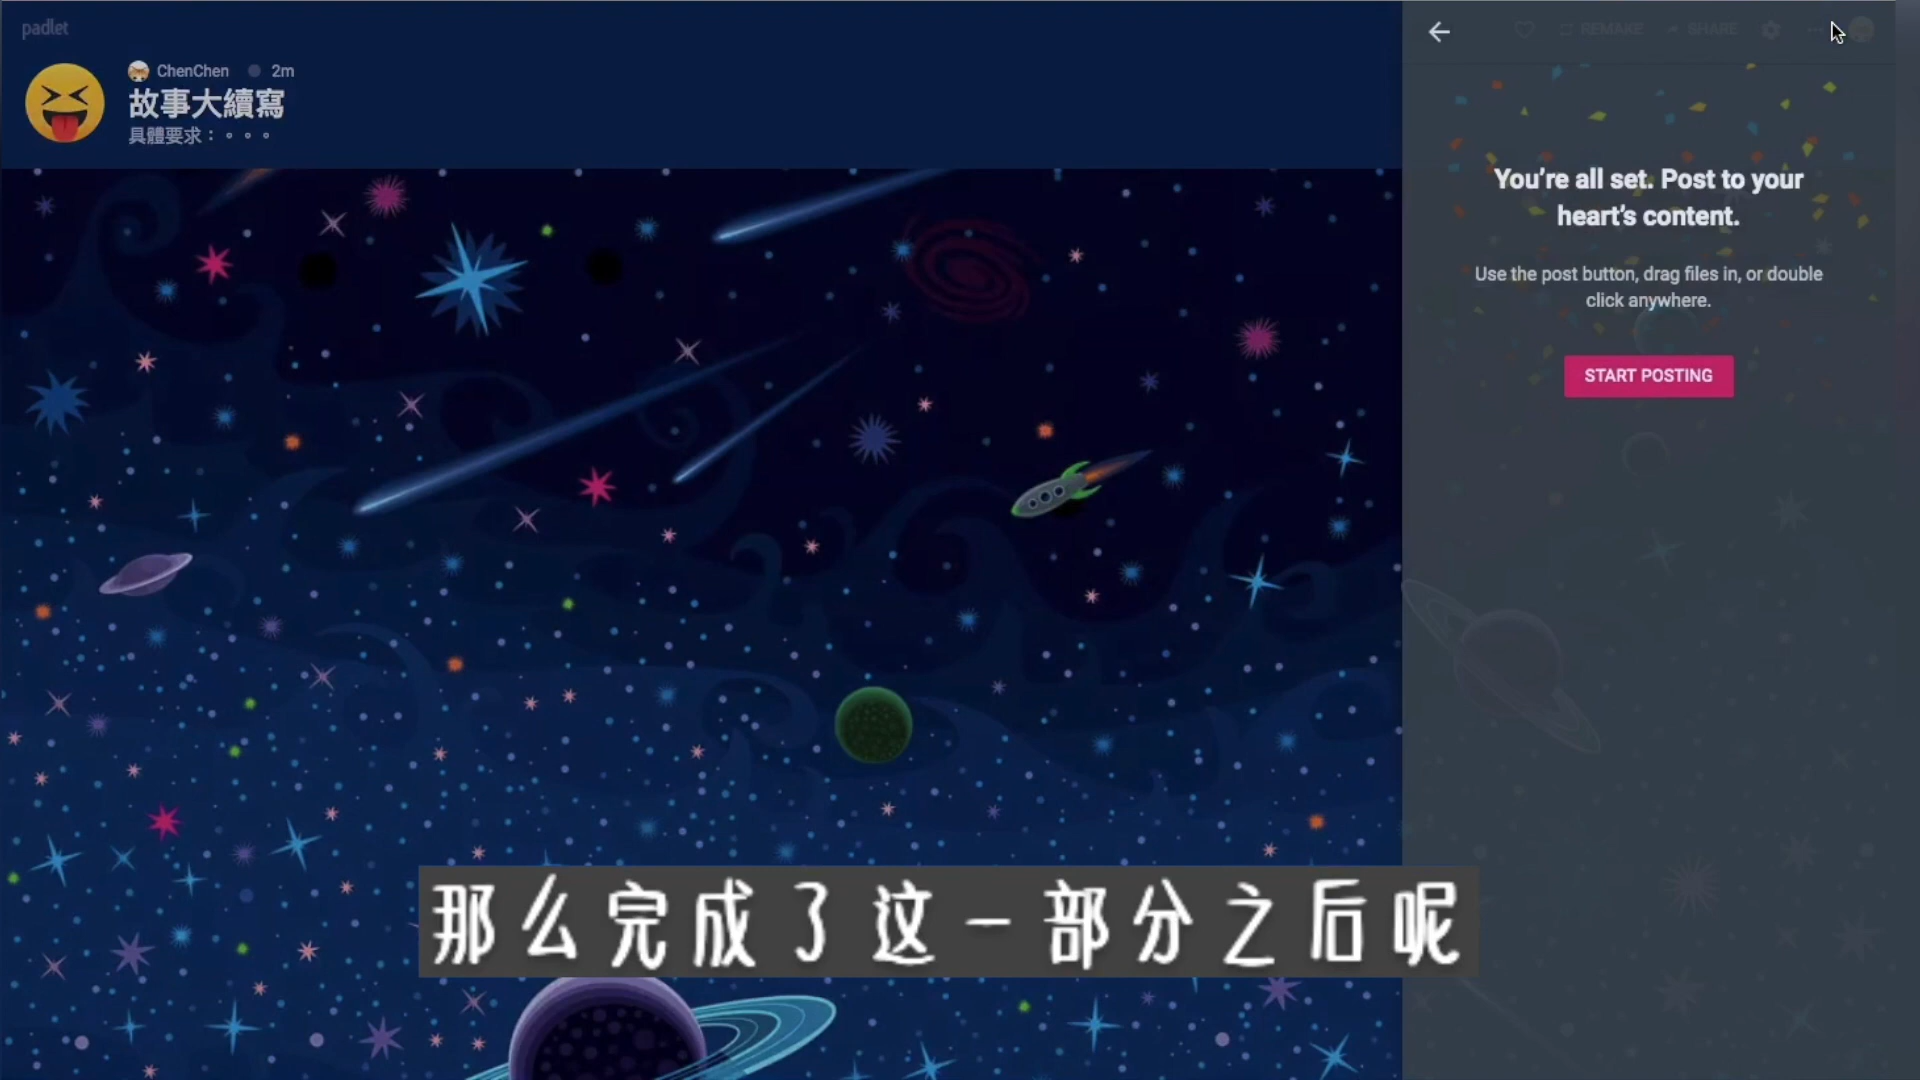 padlet
ChenChen 2m
故事大續寫
具體要求：。。。
REMAKE SHARE
You're all set. Post to your
heart's content.
Use the post button, drag files in, or double
click anywhere.
START POSTING
那么完成了这一部分之后呢